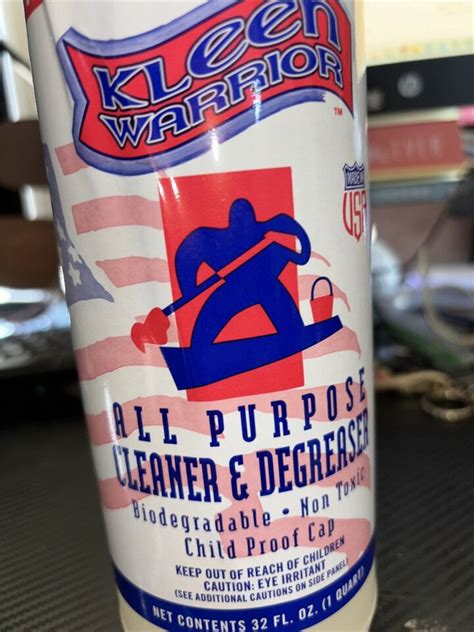 KLEEN
WARRIOR
TM
MADE IN
USA
ALL PURPOSE
CLEANER & DEGREASER
Biodegradable • Non Toxic
Child Proof Cap
KEEP OUT OF REACH OF CHILDREN
CAUTION: EYE IRRITANT
(SEE ADDITIONAL CAUTIONS ON SIDE PANEL)
NET CONTENTS 32 FL. OZ. (1 QUART)